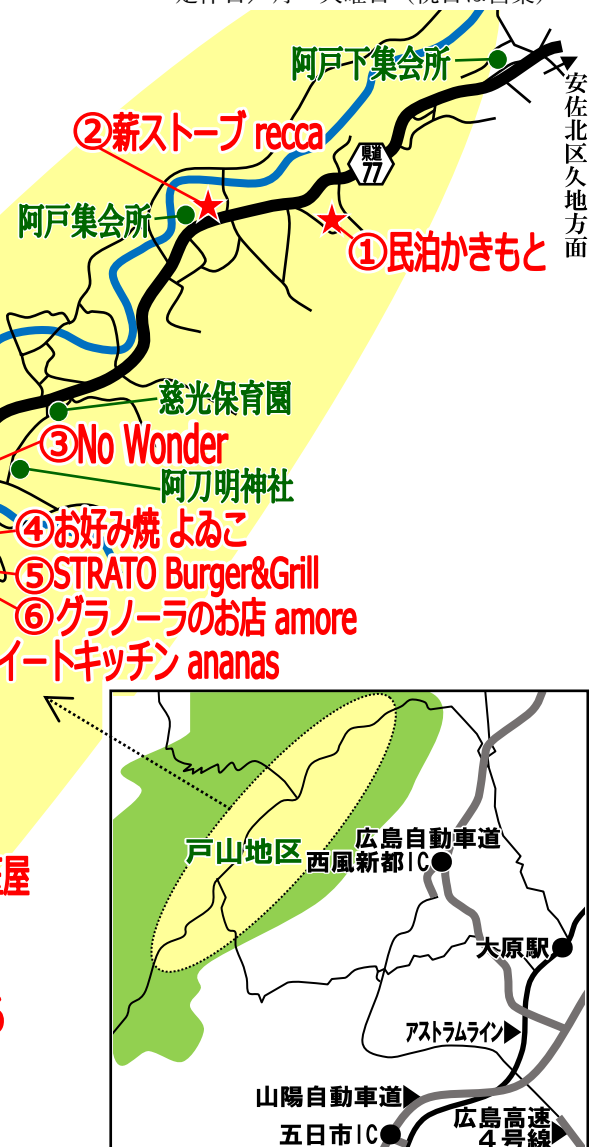 阿戸下集会所
安佐北区久地方面
②薪ストーブ recca
県道
77
阿戸集会所
①民泊かきもと
慈光保育園
③No Wonder
阿刀明神社
④お好み焼 よゐこ
⑤STRATO Burger&Grill
⑥グラノーラのお店 amore
イートキッチン ananas
屋
戸山地区
広島自動車道
西風新都IC
大原駅
アストラムライン
山陽自動車道
五日市IC
広島高速
4号線